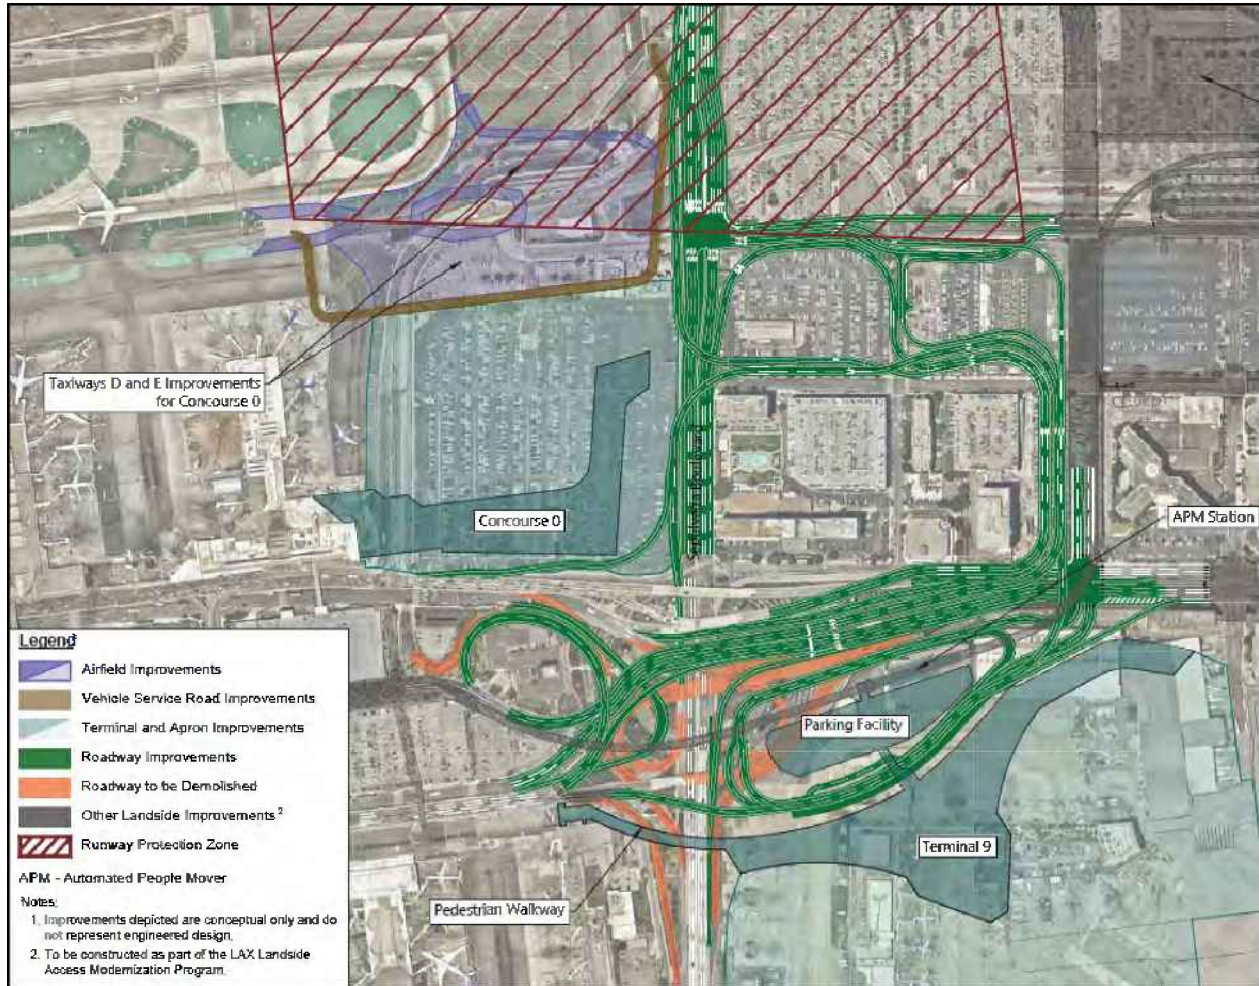 Taxiways D and E Improvements
for Concourse 0
Concourse 0
APM Station
Parking Facility
Terminal 9
Pedestrian Walkway
Legend
Airfield Improvements
Vehicle Service Road Improvements
Terminal and Apron Improvements
Roadway Improvements
Roadway to be Demolished
Other Landside Improvements 2
Runway Protection Zone
APM - Automated People Mover
Notes:
1. Improvements depicted are conceptual only and do
not represent engineered design.
2. To be constructed as part of the LAX Landside
Access Modernization Program.